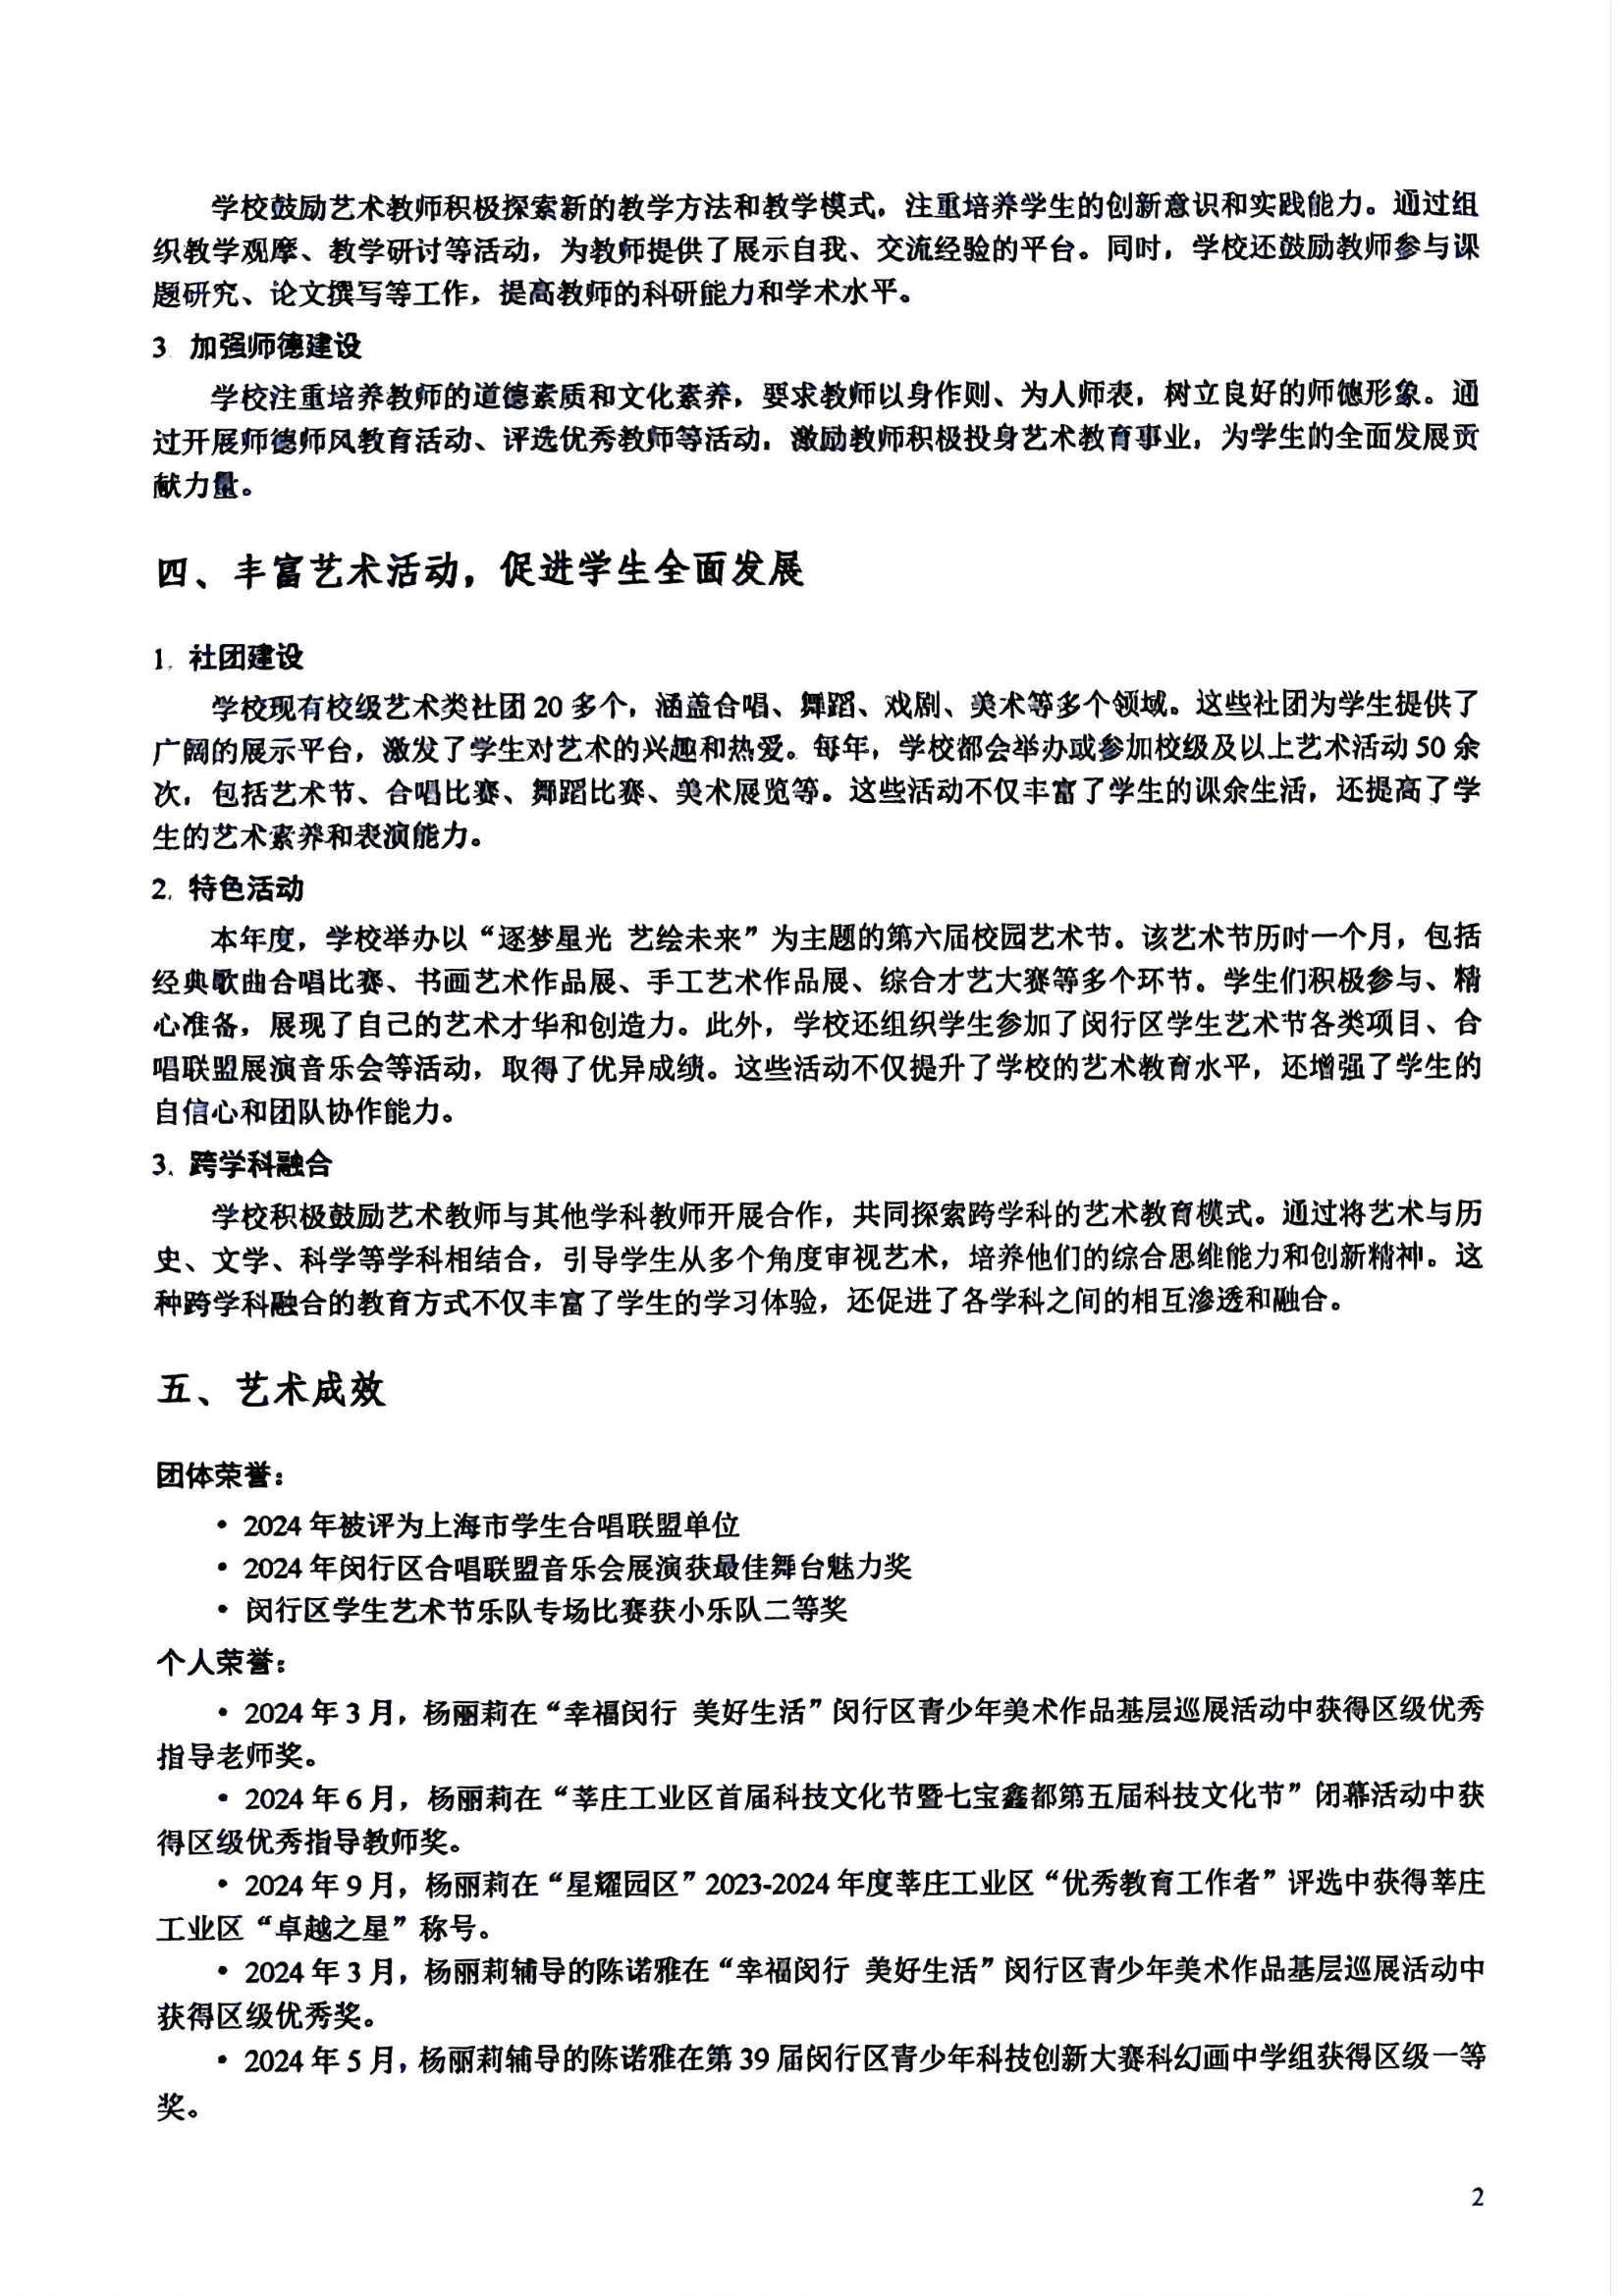 学校鼓励艺术教师积极探索新的教学方法和教学模式，注重培养学生的创新意识和实践能力。通过组
织教学观摩、教学研讨等活动，为教师提供了展示自我、交流经验的平台。同时，学校还鼓励教师参与课
题研究、论文撰写等工作，提高教师的科研能力和学术水平。
3. 加强师德建设
学校注重培养教师的道德素质和文化素养，要求教师以身作则、为人师表，树立良好的师德形象。通
过开展师德师风教育活动、评选优秀教师等活动，激励教师积极投身艺术教育事业，为学生的全面发展贡
献力量。
四、丰富艺术活动，促进学生全面发展
1. 社团建设
学校现有校级艺术类社团 20 多个，涵盖合唱、舞蹈、戏剧、美术等多个领域。这些社团为学生提供了
广阔的展示平台，激发了学生对艺术的兴趣和热爱。每年，学校都会举办或参加校级及以上艺术活动 50 余
次，包括艺术节、合唱比赛、舞蹈比赛、美术展览等。这些活动不仅丰富了学生的课余生活，还提高了学
生的艺术素养和表演能力。
2. 特色活动
本年度，学校举办以“逐梦星光 艺绘未来”为主题的第六届校园艺术节。该艺术节历时一个月，包括
经典歌曲合唱比赛、书画艺术作品展、手工艺术作品展、综合才艺大赛等多个环节。学生们积极参与、精
心准备，展现了自己的艺术才华和创造力。此外，学校还组织学生参加了闵行区学生艺术节各类项目、合
唱联盟展演音乐会等活动，取得了优异成绩。这些活动不仅提升了学校的艺术教育水平，还增强了学生的
自信心和团队协作能力。
3. 跨学科融合
学校积极鼓励艺术教师与其他学科教师开展合作，共同探索跨学科的艺术教育模式。通过将艺术与历
史、文学、科学等学科相结合，引导学生从多个角度审视艺术，培养他们的综合思维能力和创新精神。这
种跨学科融合的教育方式不仅丰富了学生的学习体验，还促进了各学科之间的相互渗透和融合。
五、艺术成效
团体荣誉：
• 2024 年被评为上海市学生合唱联盟单位
• 2024 年闵行区合唱联盟音乐会展演获最佳舞台魅力奖
• 闵行区学生艺术节乐队专场比赛获小乐队二等奖
个人荣誉：
• 2024 年 3 月，杨丽莉在“幸福闵行 美好生活”闵行区青少年美术作品基层巡展活动中获得区级优秀
指导老师奖。
• 2024 年 6 月，杨丽莉在“莘庄工业区首届科技文化节暨七宝鑫都第五届科技文化节”闭幕活动中获
得区级优秀指导教师奖。
• 2024 年 9 月，杨丽莉在“星耀园区”2023-2024 年度莘庄工业区“优秀教育工作者”评选中获得莘庄
工业区“卓越之星”称号。
• 2024 年 3 月，杨丽莉辅导的陈诺雅在“幸福闵行 美好生活”闵行区青少年美术作品基层巡展活动中
获得区级优秀奖。
• 2024 年 5 月，杨丽莉辅导的陈诺雅在第 39 届闵行区青少年科技创新大赛科幻画中学组获得区级一等
奖。
2